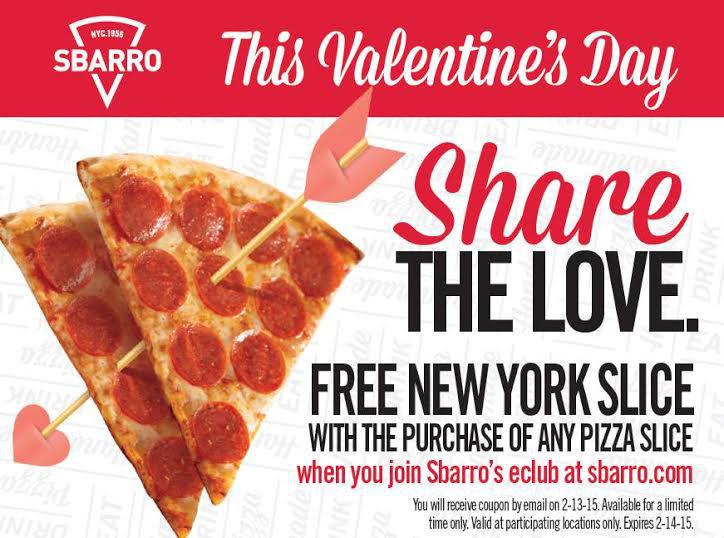 NYC.1956
SBARRO
This Valentine's Day
Share
THE LOVE.
FREE NEW YORK SLICE
WITH THE PURCHASE OF ANY PIZZA SLICE
when you join Sbarro's eclub at sbarro.com
You will receive coupon by email on 2-13-15. Available for a limited
time only. Valid at participating locations only. Expires 2-14-15.